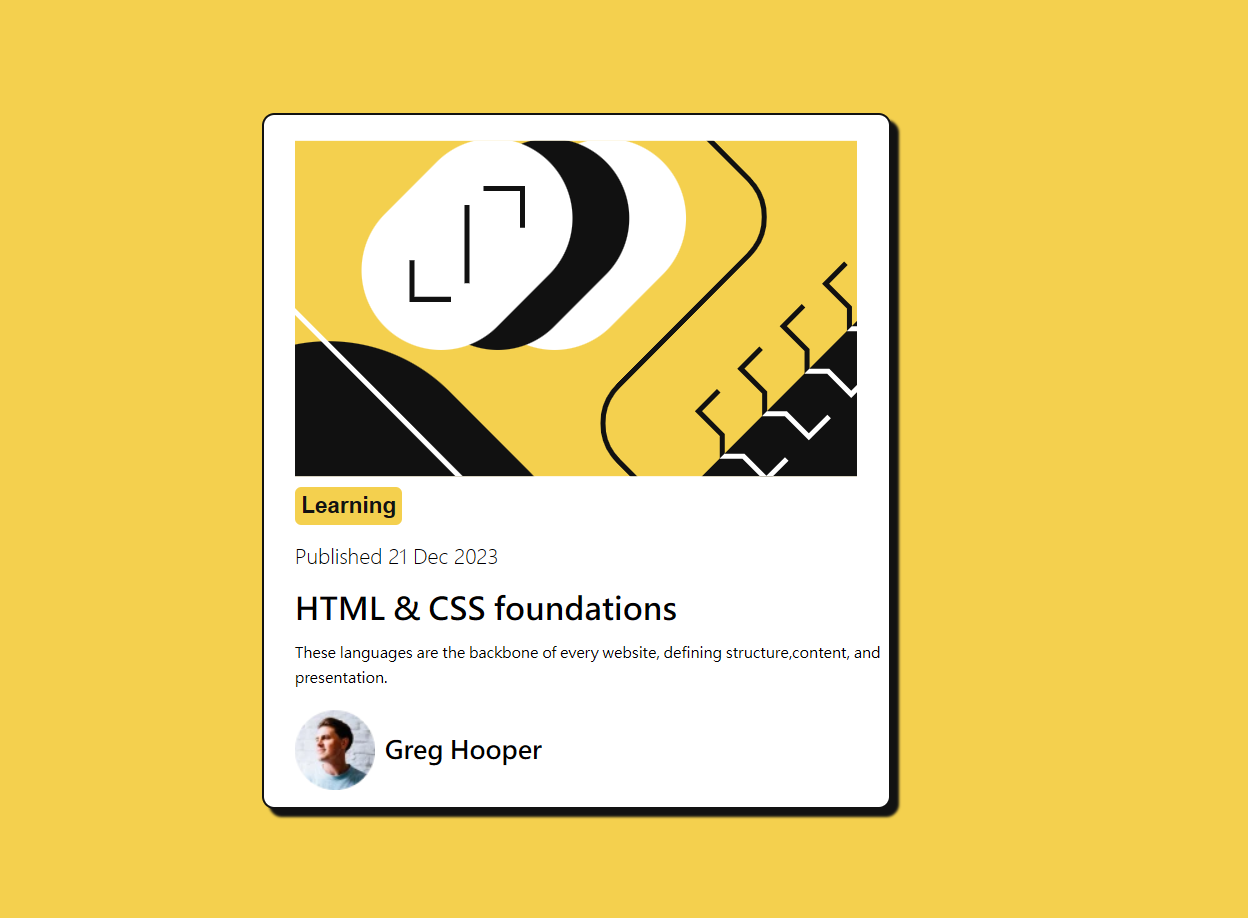 Learning
Published 21 Dec 2023
HTML & CSS foundations
These languages are the backbone of every website, defining structure,content, and
presentation.
Greg Hooper